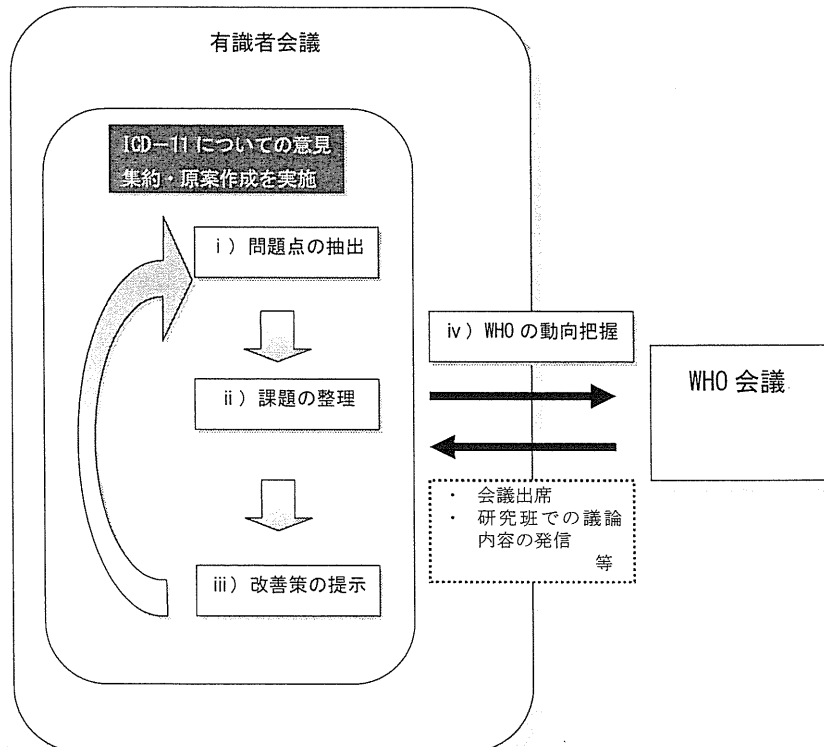 有識者会議
ICD－11についての意見
集約・原案作成を実施
ⅰ）問題点の抽出
ⅱ）課題の整理
ⅲ）改善策の提示
ⅳ）WHOの動向把握
WHO会議
・ 会議出席
・ 研究班での議論
内容の発信
等